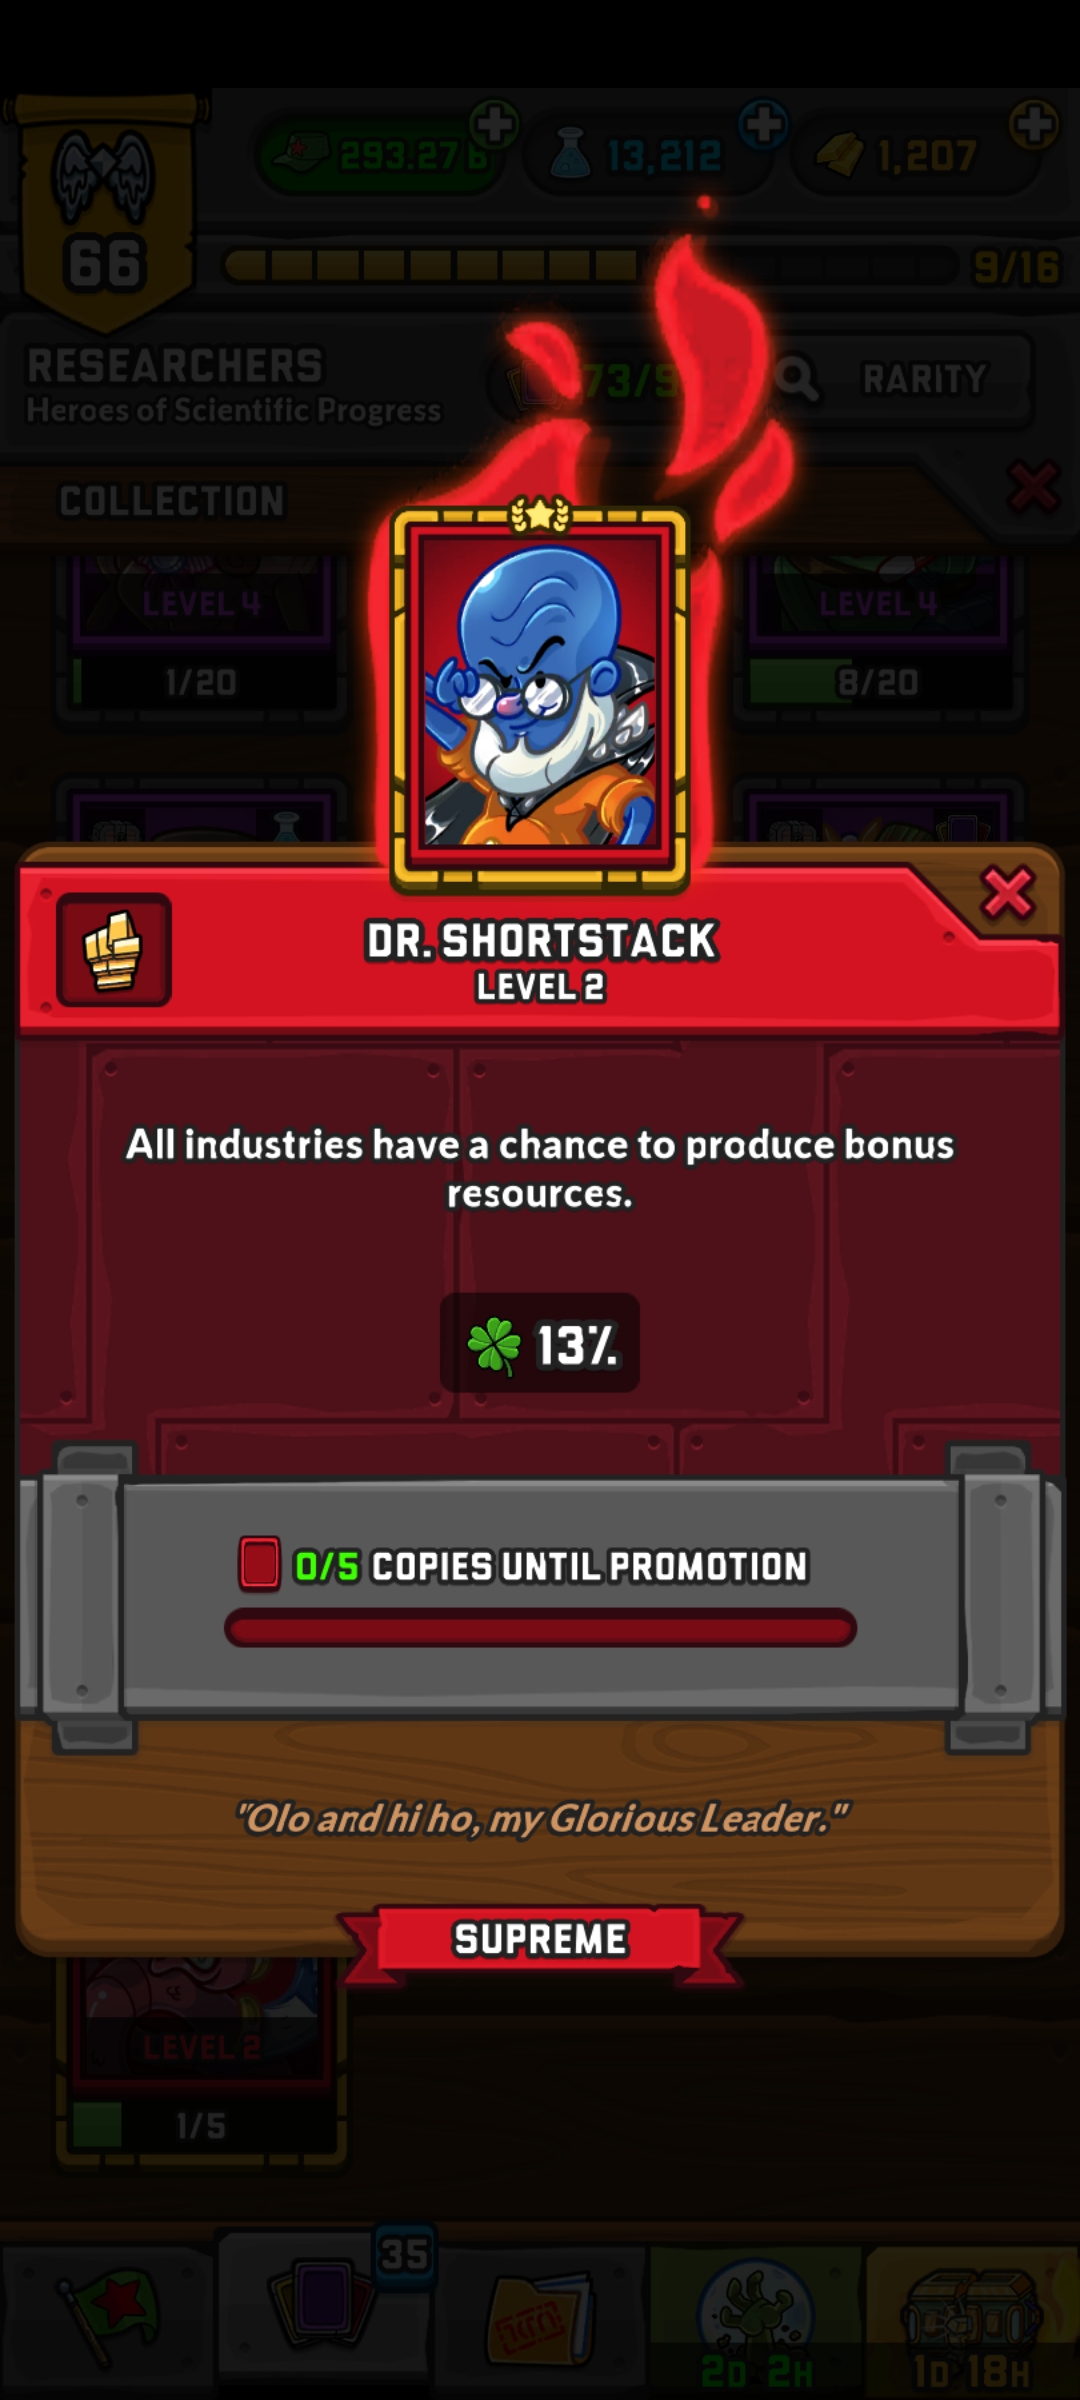 293.27 B
13,212
1,207
66
9/16
RESEARCHERS
Heroes of Scientific Progress
73/9
RARITY
COLLECTION
LEVEL 4
LEVEL 4
1/20
8/20
DR. SHORTSTACK
LEVEL 2
All industries have a chance to produce bonus
resources.
13%
0/5 COPIES UNTIL PROMOTION
"Olo and hi ho, my Glorious Leader."
SUPREME
LEVEL 2
1/5
35
2D 2H
1D 18H